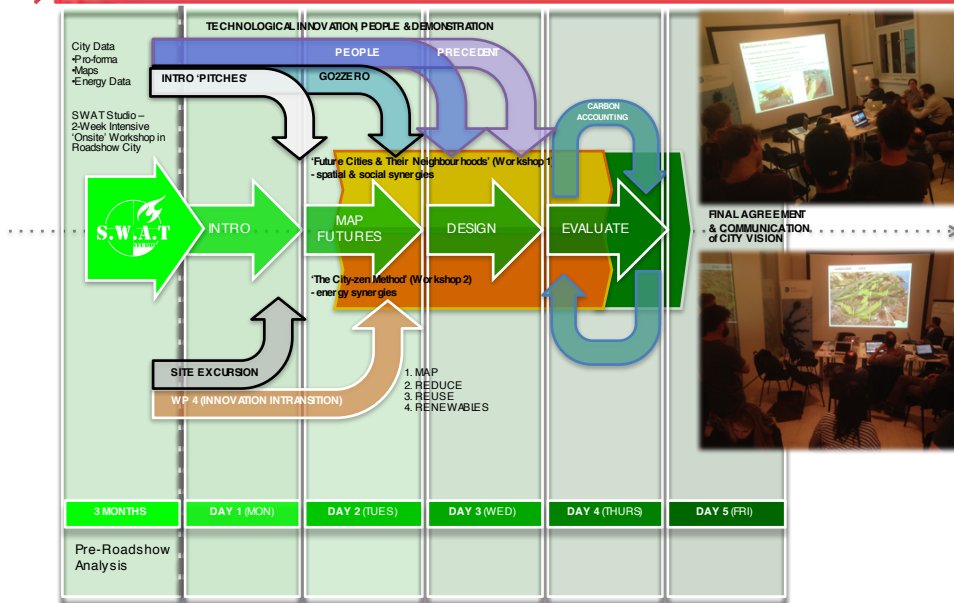 TECHNOLOGICAL INNOVATION, PEOPLE & DEMONSTRATION
City Data
•Pro-forma
•Maps
•Energy Data
PEOPLE
PRECEDENT
INTRO 'PITCHES'
GO2ZERO
SWAT Studio –
2-Week Intensive
'Onsite' Workshop in
Roadshow City
CARBON
ACCOUNTING
'Future Cities & Their Neighbourhoods' (Workshop 1)
- spatial & social synergies
S.W.A.T
INTRO
MAP
FUTURES
DESIGN
EVALUATE
FINAL AGREEMENT
& COMMUNICATION
of CITY VISION
'The City-zen Method' (Workshop 2)
- energy synergies
SITE EXCURSION
WP 4 (INNOVATION INTRANSITION)
1. MAP
2. REDUCE
3. REUSE
4. RENEWABLES
3 MONTHS
DAY 1 (MON)
DAY 2 (TUES)
DAY 3 (WED)
DAY 4 (THURS)
DAY 5 (FRI)
Pre-Roadshow
Analysis